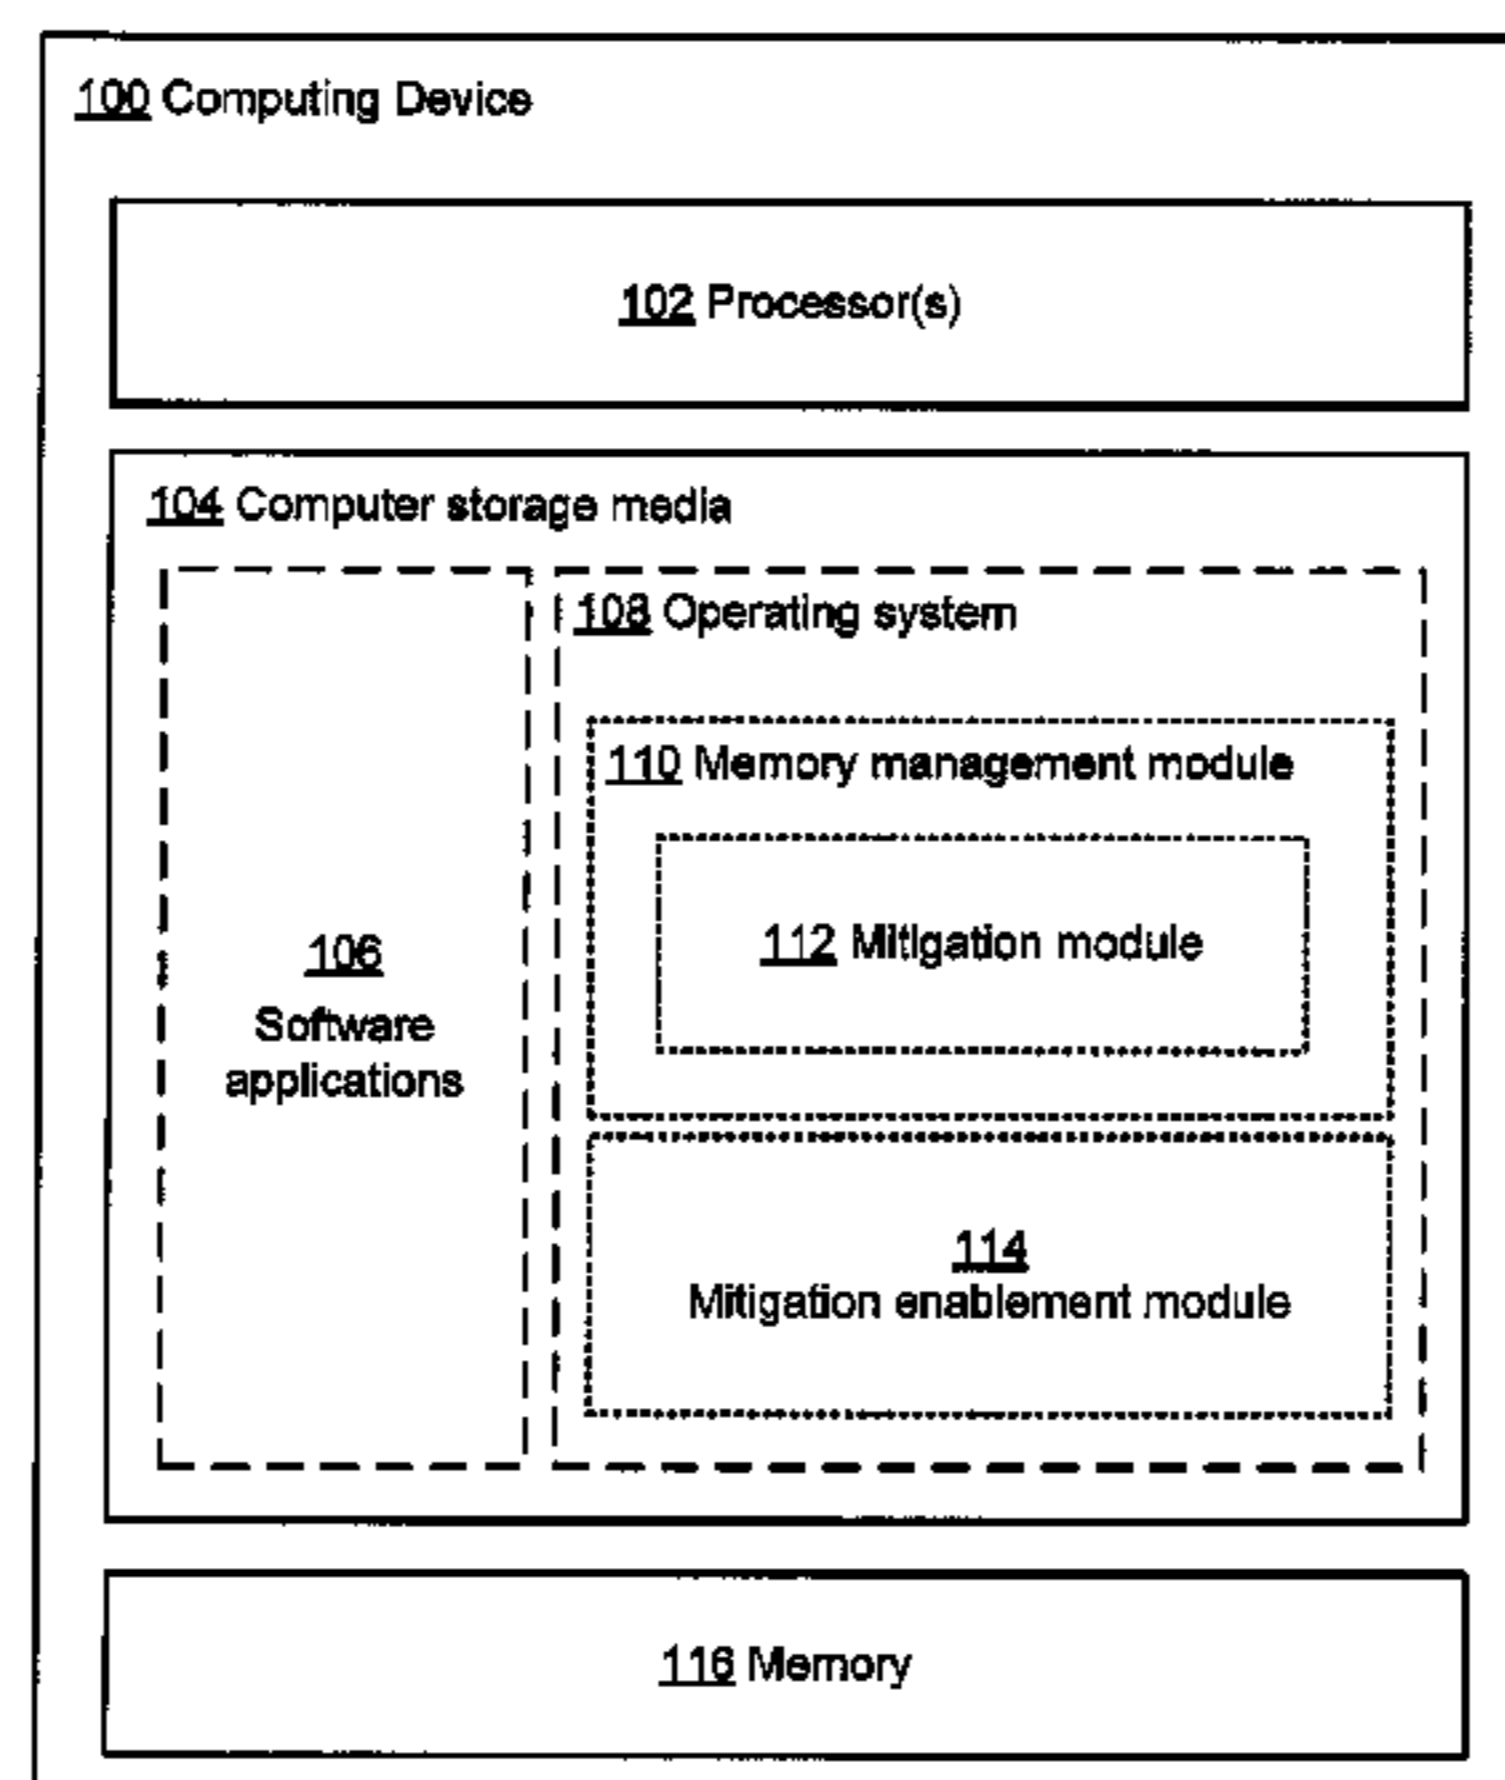 100 Computing Device
102 Processor(s)
104 Computer storage media
108 Operating system
110 Memory management module
112 Mitigation module
106
Software
applications
114
Mitigation enablement module
116 Memory